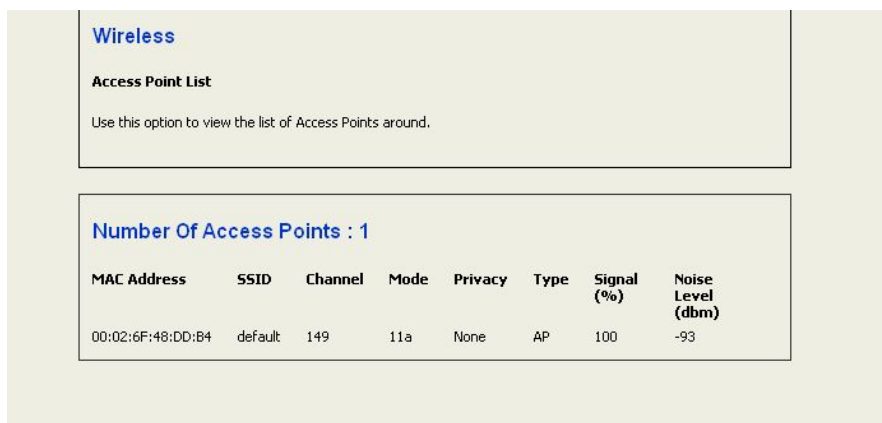 Wireless
Access Point List
Use this option to view the list of Access Points around.
Number Of Access Points : 1
MAC Address SSID Channel Mode Privacy Type Signal (%) Noise Level (dbm)
00:02:6F:48:DD:B4 default 149 11a None AP 100 -93